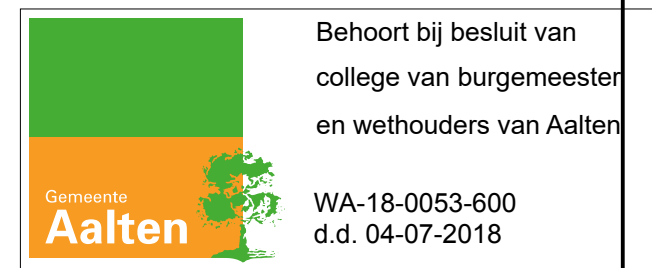 Behoort bij besluit van
college van burgemeester
en wethouders van Aalten
Gemeente
Aalten
WA-18-0053-600
d.d. 04-07-2018